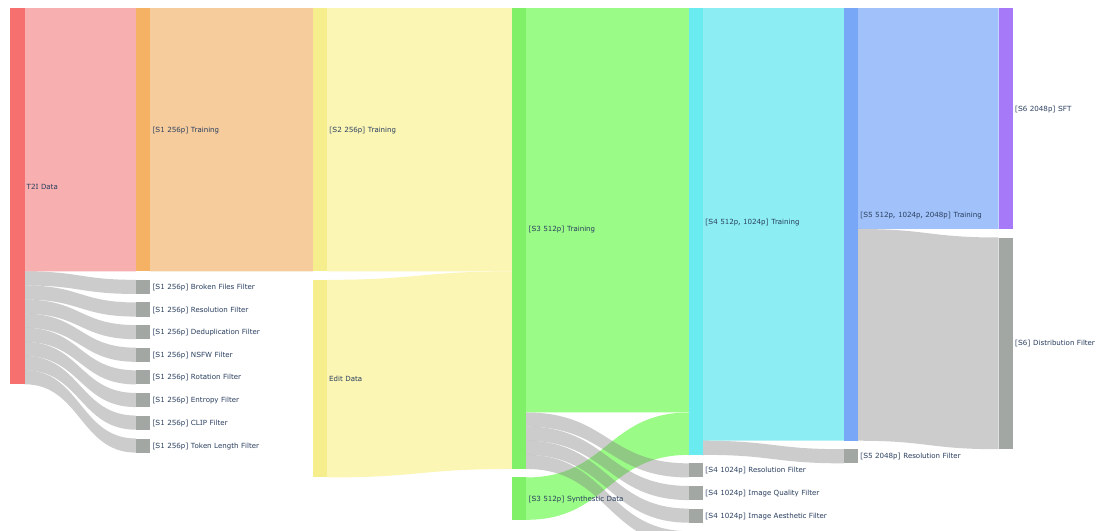 T2I Data
[S1 256p] Training
[S1 256p] Broken Files Filter
[S1 256p] Resolution Filter
[S1 256p] Deduplication Filter
[S1 256p] NSFW Filter
[S1 256p] Rotation Filter
[S1 256p] Entropy Filter
[S1 256p] CLIP Filter
[S1 256p] Token Length Filter
[S2 256p] Training
Edit Data
[S3 512p] Training
[S3 512p] Synthestic Data
[S4 512p, 1024p] Training
[S4 1024p] Resolution Filter
[S4 1024p] Image Quality Filter
[S4 1024p] Image Aesthetic Filter
[S5 512p, 1024p, 2048p] Training
[S5 2048p] Resolution Filter
[S6 2048p] SFT
[S6] Distribution Filter